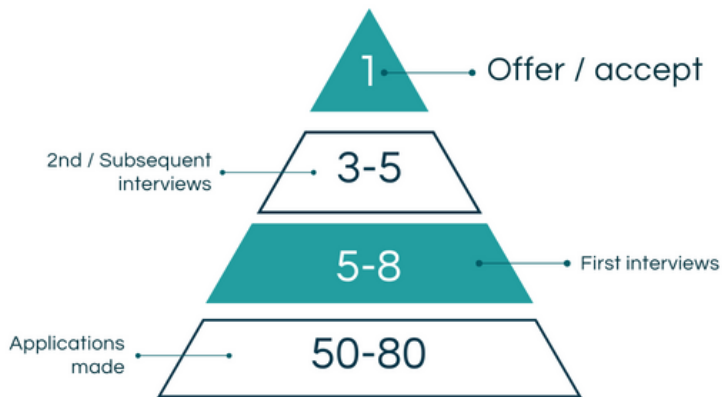 1
Offer / accept
2nd / Subsequent
interviews
3-5
5-8
First interviews
Applications
made
50-80